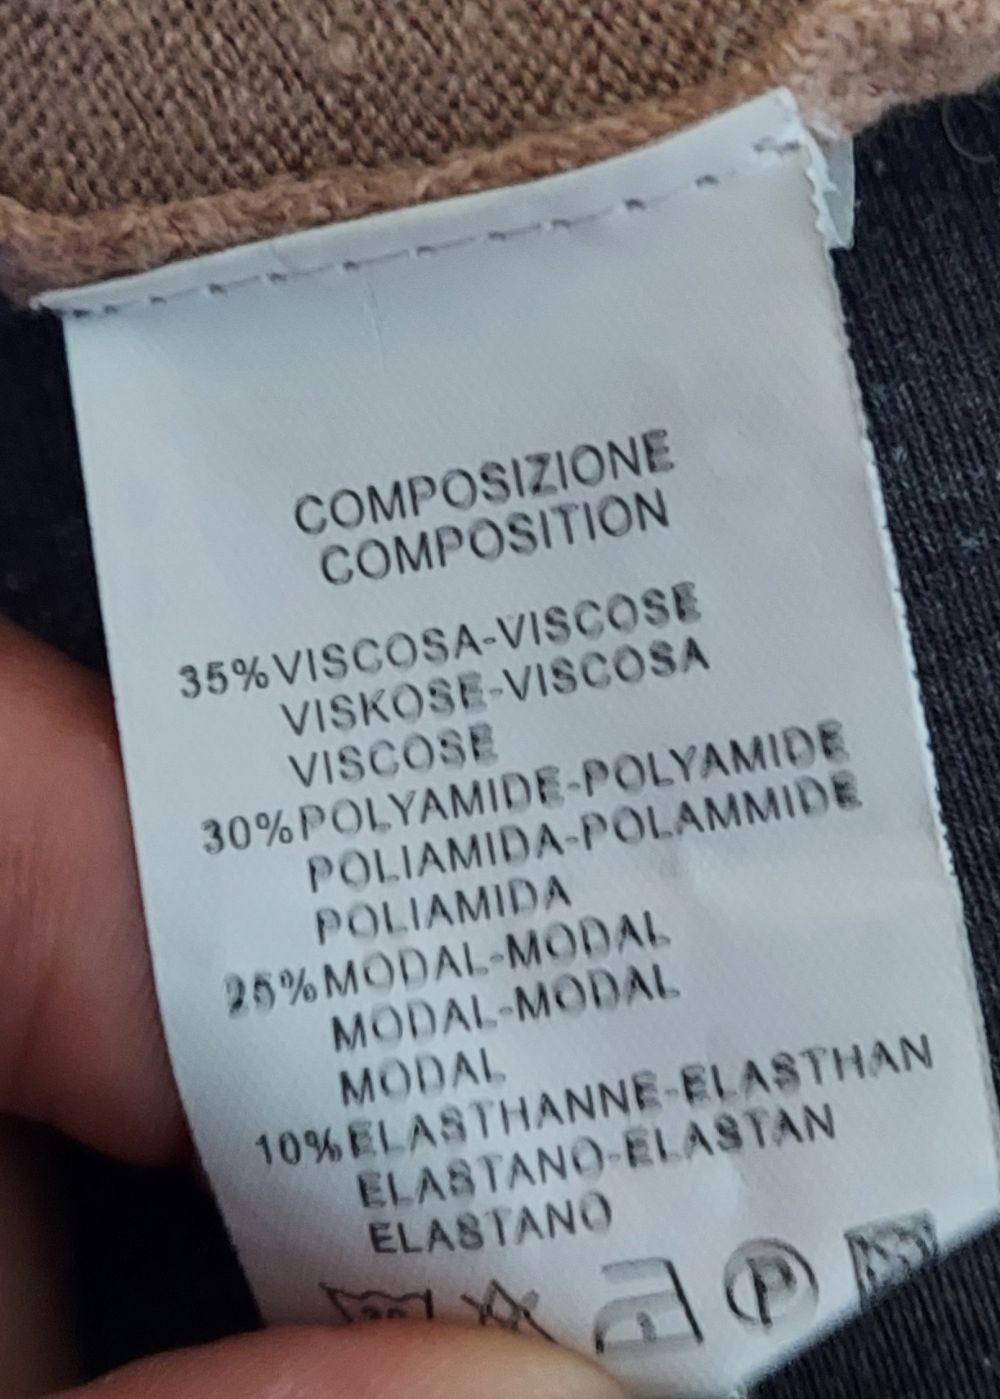 COMPOSIZIONE
COMPOSITION
35% VISCOSA-VISCOSE
VISKOSE-VISCOSA
VISCOSE
30% POLYAMIDE-POLYAMIDE
POLIAMIDA-POLAMMIDE
POLIAMIDA
25% MODAL-MODAL
MODAL-MODAL
MODAL
10% ELASTHANNE-ELASTHAN
ELASTANO-ELASTAN
ELASTANO
30
P